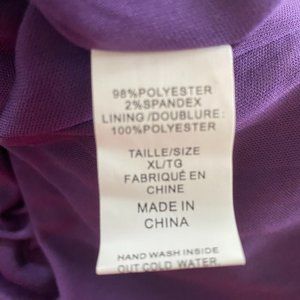 98%POLYESTER
2%SPANDEX
LINING/DOUBLURE:
100%POLYESTER
TAILLE/SIZE
XL/TG
FABRIQUÉ EN
CHINE
MADE IN
CHINA
HAND WASH INSIDE
OUT COLD WATER.